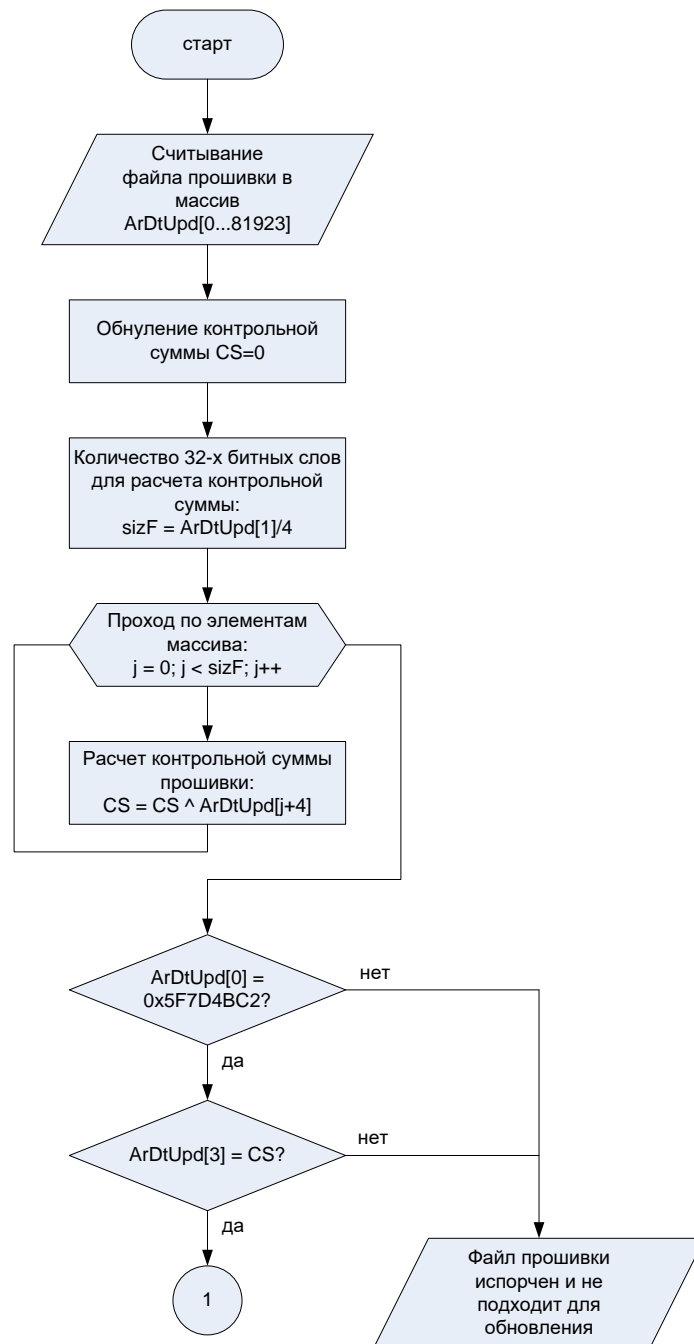 старт
Считывание
файла прошивки в
массив
ArDtUpd[0...81923]
Обнуление контрольной
суммы CS=0
Количество 32-х битных слов
для расчета контрольной
суммы:
sizF = ArDtUpd[1]/4
Проход по элементам
массива:
j = 0; j < sizF; j++
Расчет контрольной суммы
прошивки:
CS = CS ^ ArDtUpd[j+4]
ArDtUpd[0] =
0x5F7D4BC2?
нет
да
ArDtUpd[3] = CS?
нет
да
1
Файл прошивки
испорчен и не
подходит для
обновления